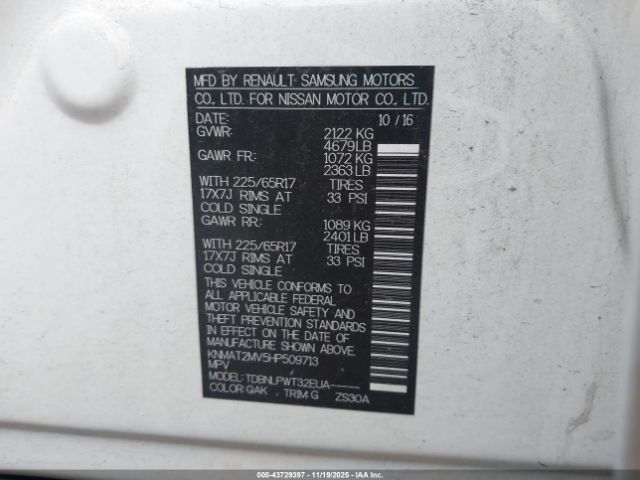 MFD BY RENAULT SAMSUNG MOTORS
CO., LTD. FOR NISSAN MOTOR CO., LTD.
DATE: 10 / 16
GVWR: 2122 KG
4679LB
GAWR FR: 1072 KG
2363 LB
WITH 225/65R17 TIRES
17X7J RIMS AT 33 PSI
COLD SINGLE
GAWR RR: 1089 KG
2401 LB
WITH 225/65R17 TIRES
17X7J RIMS AT 33 PSI
COLD SINGLE
THIS VEHICLE CONFORMS TO
ALL APPLICABLE FEDERAL
MOTOR VEHICLE SAFETY AND
THEFT PREVENTION STANDARDS
IN EFFECT ON THE DATE OF
MANUFACTURE SHOWN ABOVE.
KNMAT2MV5HP509713
MPV
MODEL: TDBNLPWT32EUA-----
COLOR: QAK TRIM: G ZS30A
000-43729397 - 11/19/2025 - IAAI.COM